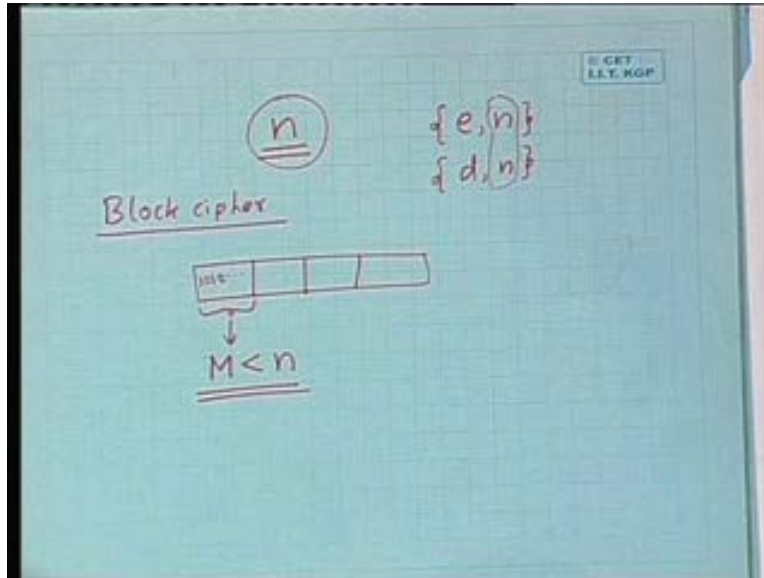 © CET
I.I.T. KGP
n
{e, n}
{d, n}
Block cipher
M < n